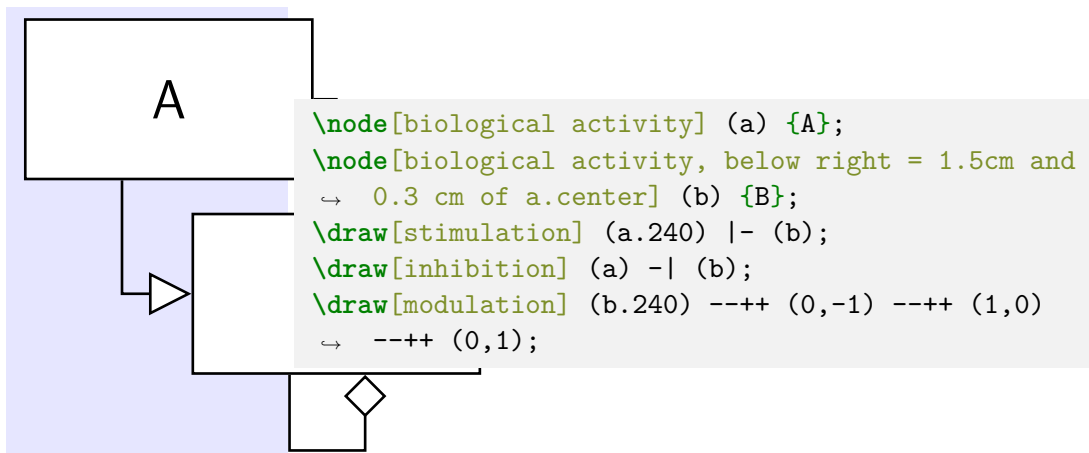 A
\node[biological activity] (a) {A};
\node[biological activity, below right = 1.5cm and
↪ 0.3 cm of a.center] (b) {B};
\draw[stimulation] (a.240) |- (b);
\draw[inhibition] (a) -| (b);
\draw[modulation] (b.240) --++ (0,-1) --++ (1,0)
↪ --++ (0,1);